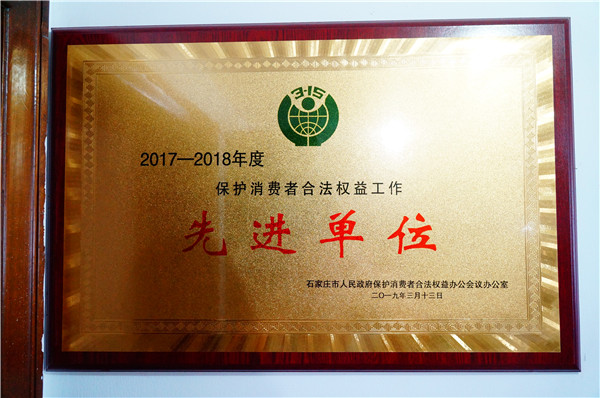 3·15
2017—2018年度
保护消费者合法权益工作
先进单位
石家庄市人民政府保护消费者合法权益办公会议办公室
二〇一九年三月十三日